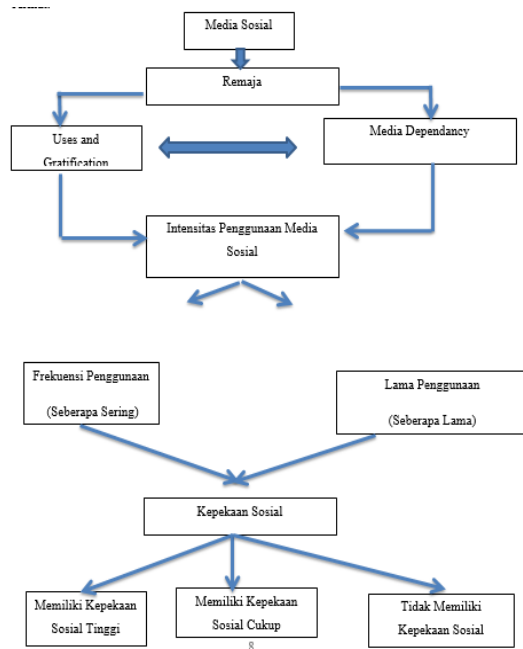 Media Sosial
Remaja
Uses and
Gratification
Media Dependancy
Intensitas Penggunaan Media
Sosial
Frekuensi Penggunaan
(Seberapa Sering)
Lama Penggunaan
(Seberapa Lama)
Kepekaan Sosial
Memiliki Kepekaan
Sosial Tinggi
Memiliki Kepekaan
Sosial Cukup
Tidak Memiliki
Kepekaan Sosial
8